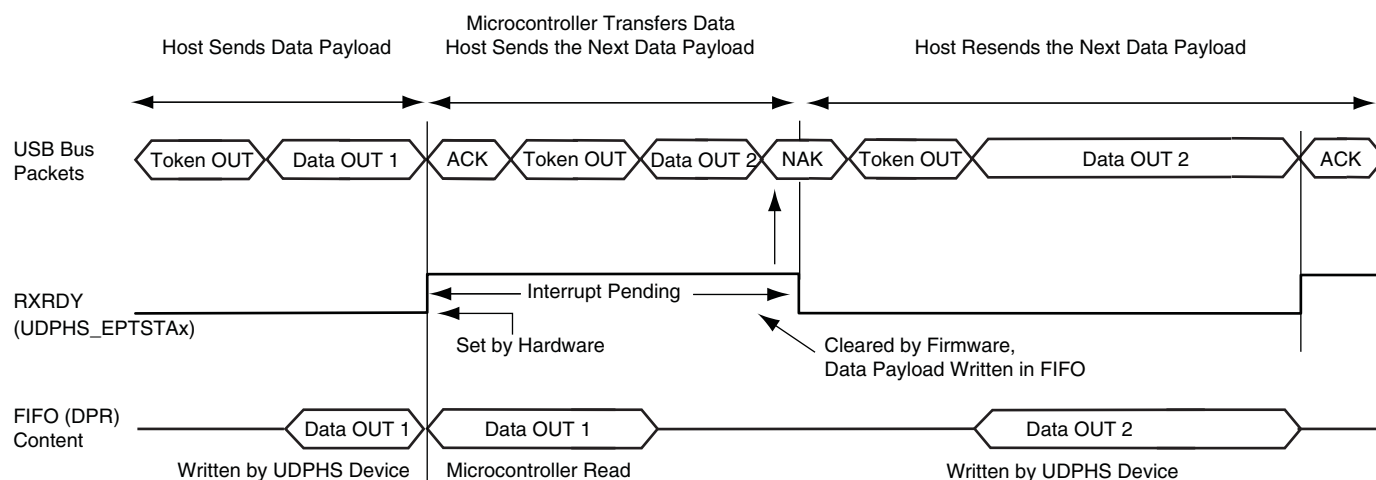 Microcontroller Transfers Data
Host Sends Data Payload
Host Sends the Next Data Payload
Host Resends the Next Data Payload
USB Bus
Packets
Token OUT
Data OUT 1
ACK
Token OUT
Data OUT 2
NAK
Token OUT
Data OUT 2
ACK
RXRDY
(UDPHS_EPTSTAx)
Interrupt Pending
Set by Hardware
Cleared by Firmware,
Data Payload Written in FIFO
FIFO (DPR)
Content
Data OUT 1
Data OUT 1
Data OUT 2
Written by UDPHS Device
Microcontroller Read
Written by UDPHS Device